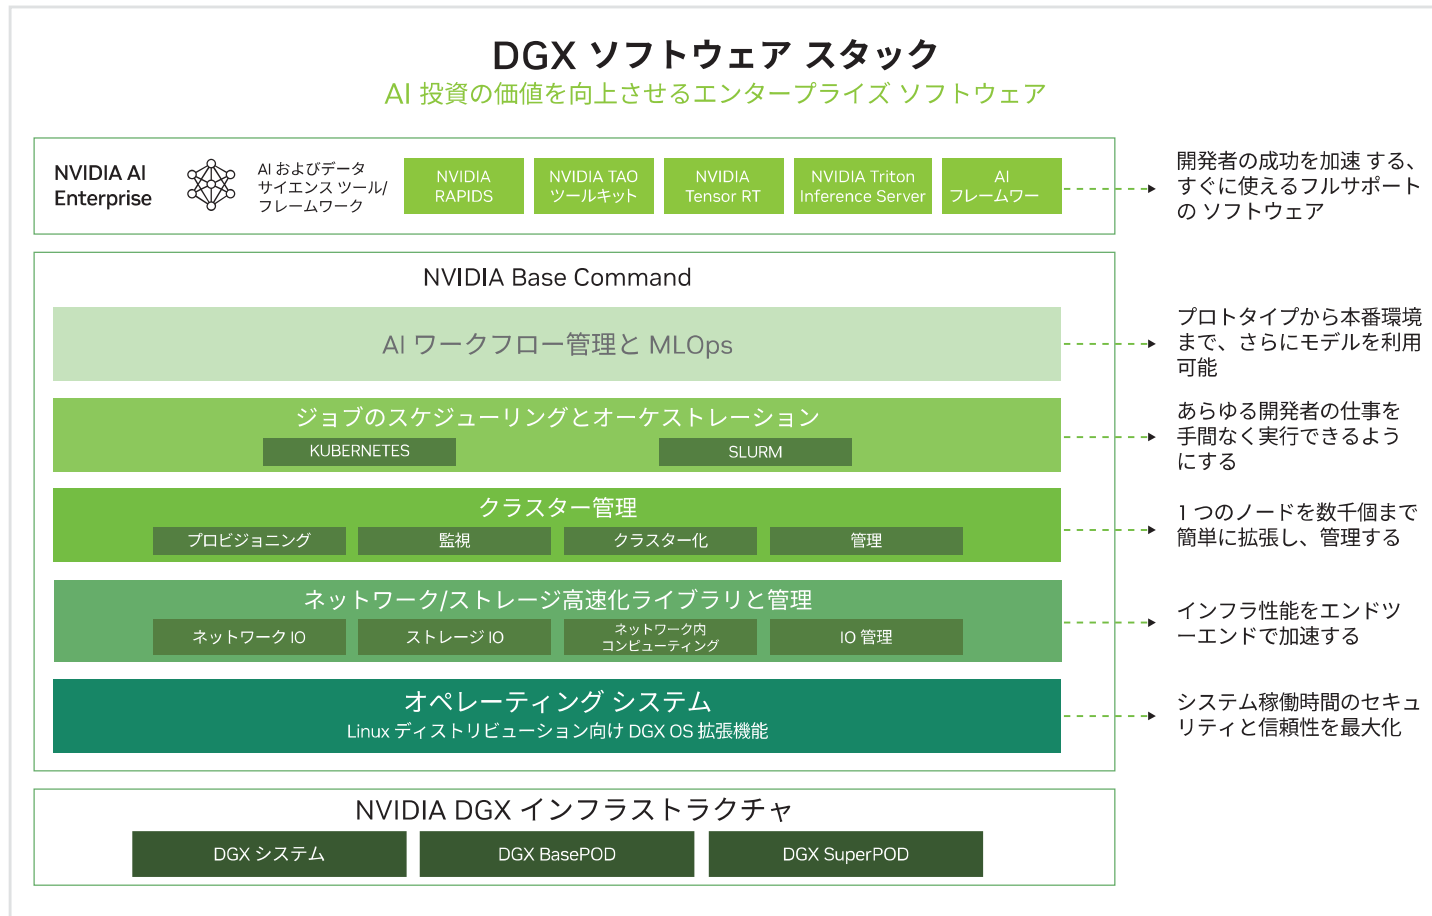 DGX ソフトウェア スタック
AI 投資の価値を向上させるエンタープライズ ソフトウェア
NVIDIA AI
Enterprise
AI およびデータ
サイエンス ツール/
フレームワーク
NVIDIA
RAPIDS
NVIDIA TAO
ツールキット
NVIDIA
Tensor RT
NVIDIA Triton
Inference Server
AI
フレームワー
開発者の成功を加速 する、
すぐに使えるフルサポート
の ソフトウェア
NVIDIA Base Command
AI ワークフロー管理と MLOps
プロトタイプから本番環境
まで、さらにモデルを利用
可能
ジョブのスケジューリングとオーケストレーション
KUBERNETES
SLURM
あらゆる開発者の仕事を
手間なく実行できるよう
にする
クラスター管理
プロビジョニング
監視
クラスター化
管理
1 つのノードを数千個まで
簡単に拡張し、管理する
ネットワーク/ストレージ高速化ライブラリと管理
ネットワーク IO
ストレージ IO
ネットワーク内
コンピューティング
IO 管理
インフラ性能をエンドツ
ーエンドで加速する
オペレーティング システム
Linux ディストリビューション向け DGX OS 拡張機能
システム稼働時間のセキュ
リティと信頼性を最大化
NVIDIA DGX インフラストラクチャ
DGX システム
DGX BasePOD
DGX SuperPOD